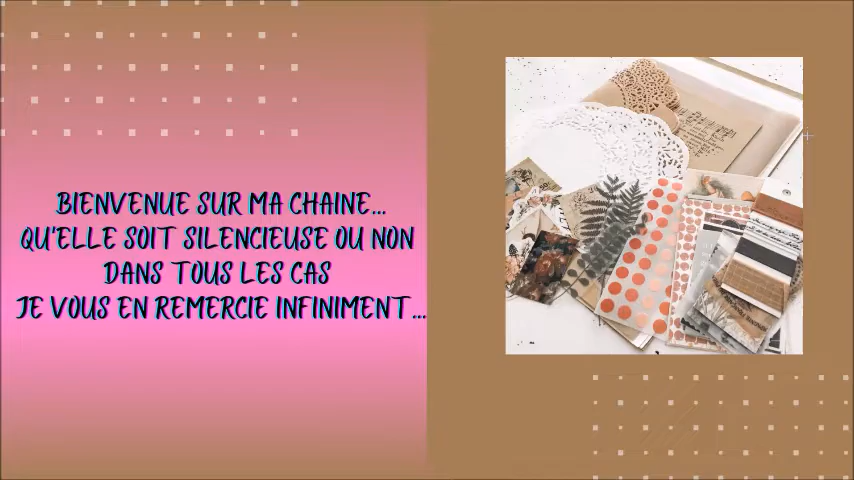 BIENVENUE SUR MA CHAINE...
QU'ELLE SOIT SILENCIEUSE OU NON
DANS TOUS LES CAS
JE VOUS EN REMERCIE INFINIMENT...